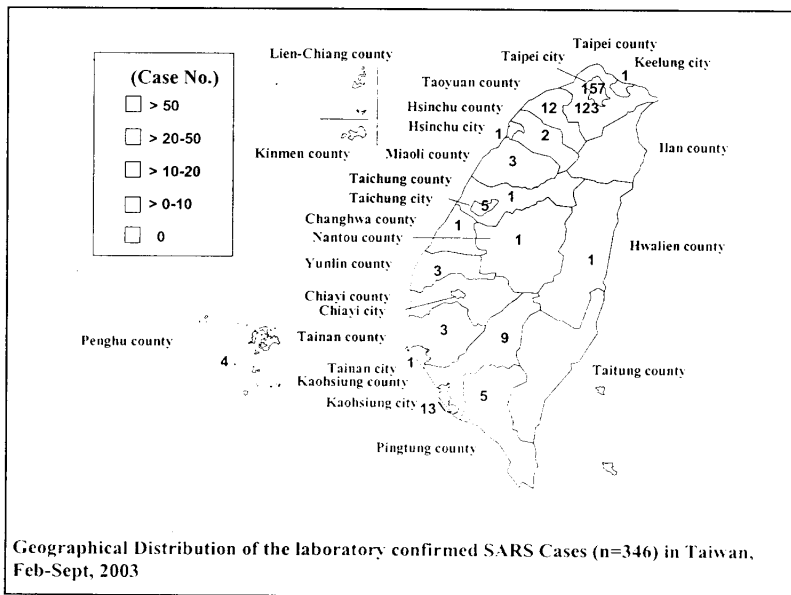 (Case No.)
> 50
> 20-50
> 10-20
> 0-10
0
Lien-Chiang county
Kinmen county
Taipei county
Taipei city
Keelung city
1
Taoyuan county
157
Hsinchu county
12
123
Hsinchu city
1
2
Ilan county
Miaoli county
3
Taichung county
1
Taichung city
5
Changhwa county
1
Nantou county
1
Hwalien county
1
Yunlin county
3
Chiayi county
Chiayi city
Penghu county
4
Tainan county
3
9
Tainan city
1
Taitung county
Kaohsiung county
Kaohsiung city
13
5
Pingtung county
Geographical Distribution of the laboratory confirmed SARS Cases (n=346) in Taiwan,
Feb-Sept, 2003